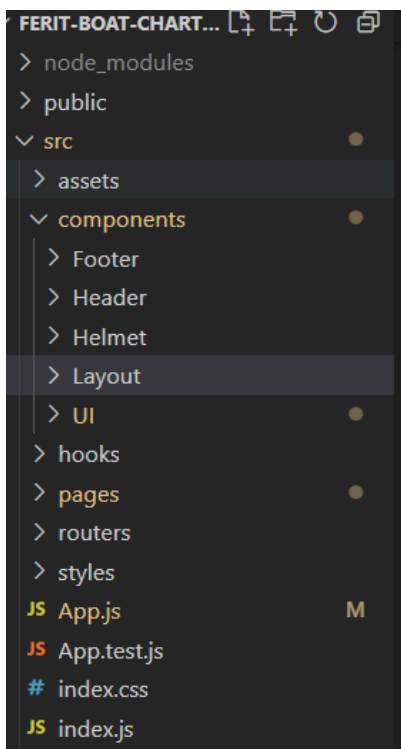 FERIT-BOAT-CHART...
node_modules
public
src
assets
components
Footer
Header
Helmet
Layout
UI
hooks
pages
routers
styles
JS App.js M
JS App.test.js
# index.css
JS index.js